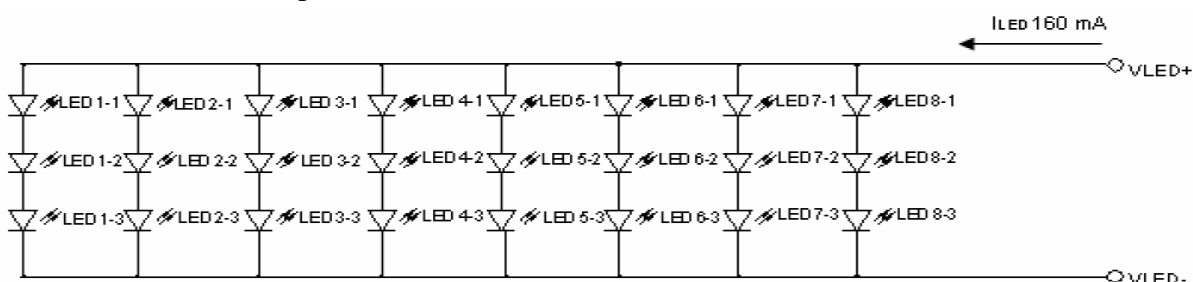 ILED 160 mA
VLED+
LED 1-1 LED 2-1 LED 3-1 LED 4-1 LED 5-1 LED 6-1 LED 7-1 LED 8-1
LED 1-2 LED 2-2 LED 3-2 LED 4-2 LED 5-2 LED 6-2 LED 7-2 LED 8-2
LED 1-3 LED 2-3 LED 3-3 LED 4-3 LED 5-3 LED 6-3 LED 7-3 LED 8-3
VLED-